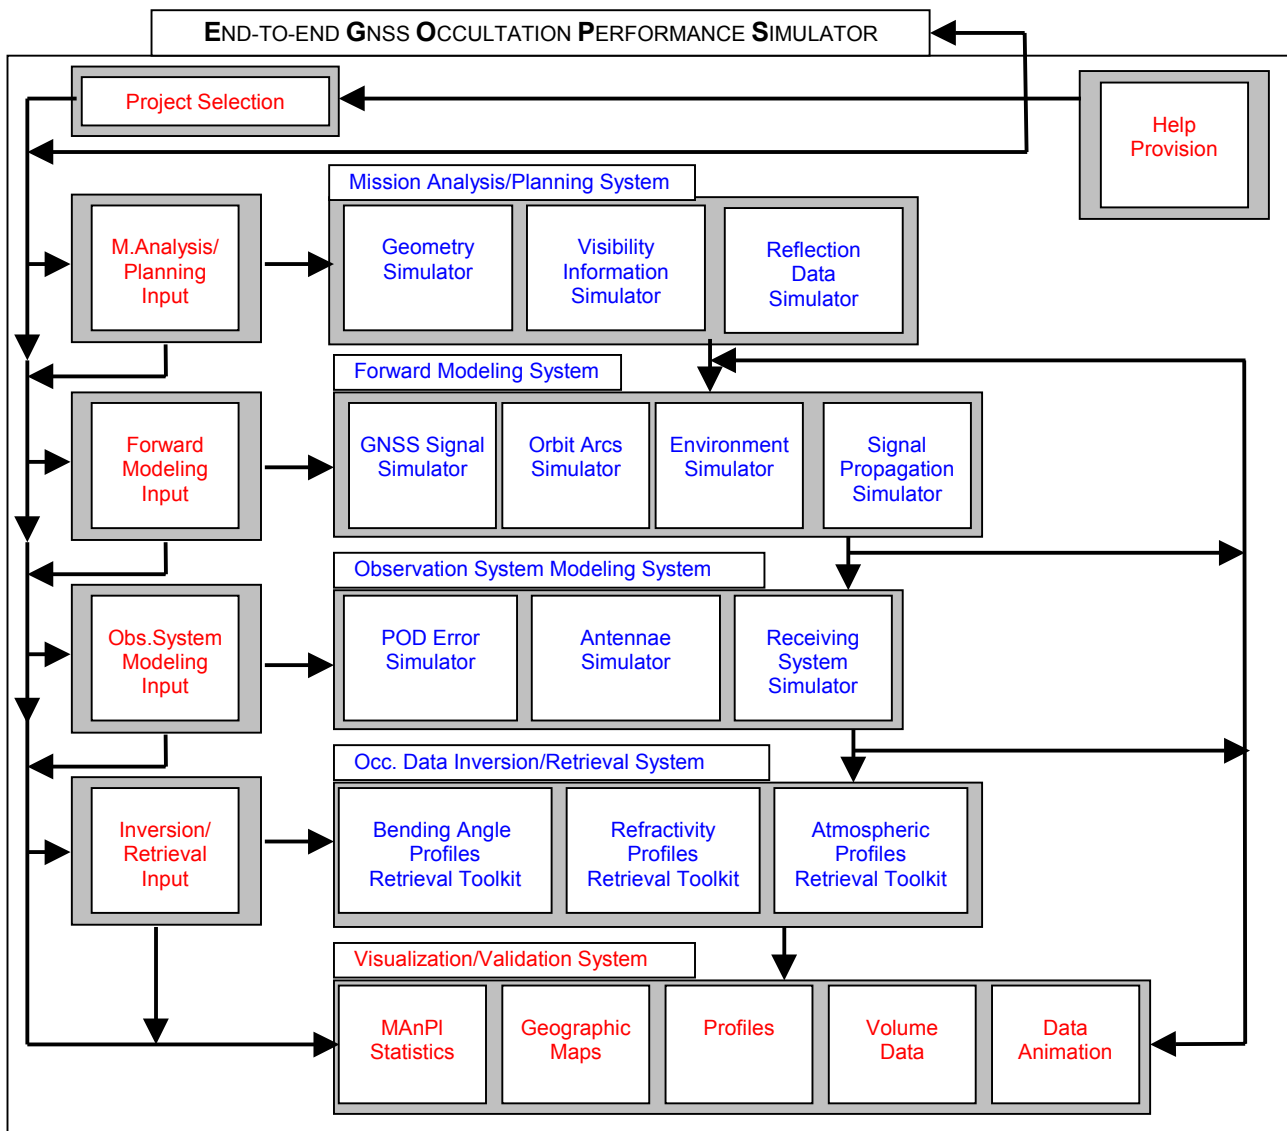 END-TO-END GNSS OCCULTATION PERFORMANCE SIMULATOR
Project Selection
Help
Provision
Mission Analysis/Planning System
M.Analysis/
Planning
Input
Geometry
Simulator
Visibility
Information
Simulator
Reflection
Data
Simulator
Forward Modeling System
Forward
Modeling
Input
GNSS Signal
Simulator
Orbit Arcs
Simulator
Environment
Simulator
Signal
Propagation
Simulator
Observation System Modeling System
Obs.System
Modeling
Input
POD Error
Simulator
Antennae
Simulator
Receiving
System
Simulator
Occ. Data Inversion/Retrieval System
Inversion/
Retrieval
Input
Bending Angle
Profiles
Retrieval Toolkit
Refractivity
Profiles
Retrieval Toolkit
Atmospheric
Profiles
Retrieval Toolkit
Visualization/Validation System
MAnPl
Statistics
Geographic
Maps
Profiles
Volume
Data
Data
Animation